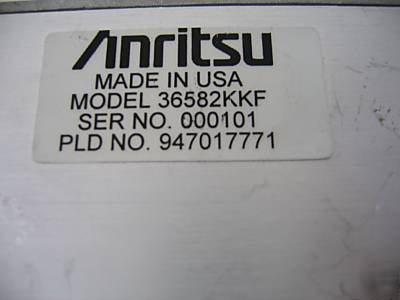 Anritsu
MADE IN USA
MODEL 36582KKF
SER NO. 000101
PLD NO. 947017771